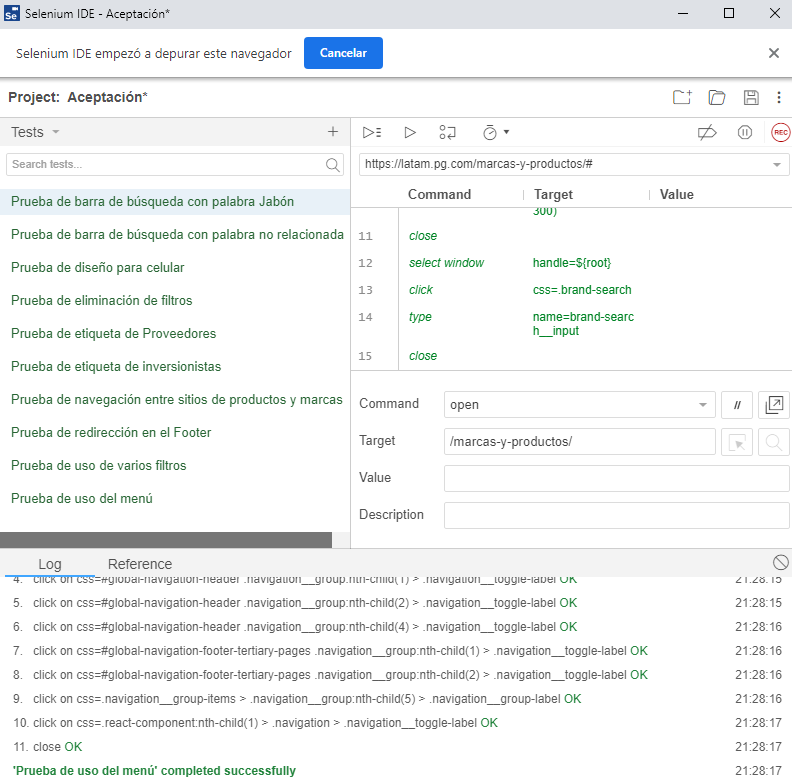 Selenium IDE - Aceptación*
Selenium IDE empezó a depurar este navegador
Cancelar
Project: Aceptación*
Tests
Search tests...
Prueba de barra de búsqueda con palabra Jabón
Prueba de barra de búsqueda con palabra no relacionada
Prueba de diseño para celular
Prueba de eliminación de filtros
Prueba de etiqueta de Proveedores
Prueba de etiqueta de inversionistas
Prueba de navegación entre sitios de productos y marcas
Prueba de redirección en el Footer
Prueba de uso de varios filtros
Prueba de uso del menú
REC
https://latam.pg.com/marcas-y-productos/#
Command Target Value
300)
11 close
12 select window handle=${root}
13 click css=.brand-search
14 type name=brand-searc
h__input
15 close
Command open //
Target /marcas-y-productos/
Value
Description
Log Reference
4. click on css=#global-navigation-header .navigation__group:nth-child(1) > .navigation__toggle-label OK 21:28:15
5. click on css=#global-navigation-header .navigation__group:nth-child(2) > .navigation__toggle-label OK 21:28:15
6. click on css=#global-navigation-header .navigation__group:nth-child(4) > .navigation__toggle-label OK 21:28:16
7. click on css=#global-navigation-footer-tertiary-pages .navigation__group:nth-child(1) > .navigation__toggle-label OK 21:28:16
8. click on css=#global-navigation-footer-tertiary-pages .navigation__group:nth-child(2) > .navigation__toggle-label OK 21:28:16
9. click on css=.navigation__group-items > .navigation__group:nth-child(5) > .navigation__group-label OK 21:28:16
10. click on css=.react-component:nth-child(1) > .navigation > .navigation__toggle-label OK 21:28:17
11. close OK 21:28:17
'Prueba de uso del menú' completed successfully 21:28:17